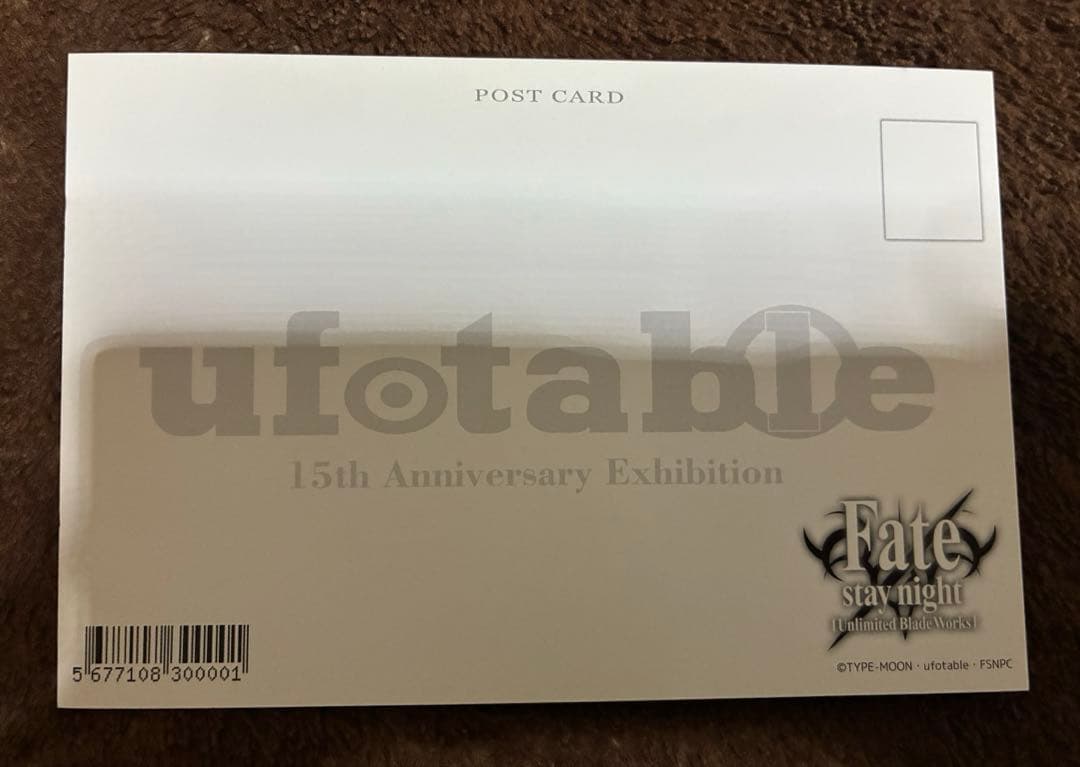 POST CARD
ufotable
15th Anniversary Exhibition
Fate
stay night
[Unlimited Blade Works]
©TYPE-MOON・ufotable・FSNPC
5 677108 300001